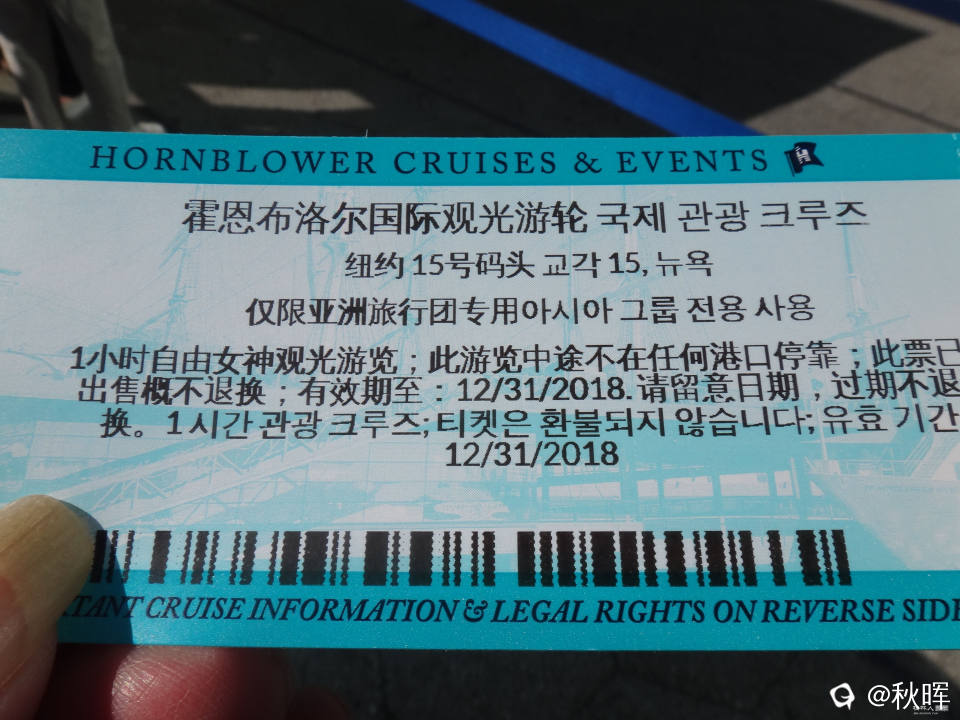 HORNBLOWER CRUISES & EVENTS
霍恩布洛尔国际观光游轮 국제 관광 크루즈
纽约 15号码头 교각 15, 뉴욕
仅限亚洲旅行团专用아시아 그룹 전용 사용
1小时自由女神观光游览；此游览中途不在任何港口停靠；此票已
出售概不退换；有效期至：12/31/2018.请留意日期，过期不退
换。1시간 관광 크루즈; 티켓은 환불되지 않습니다; 유효 기간
12/31/2018
TANT CRUISE INFORMATION & LEGAL RIGHTS ON REVERSE SIDE
@秋晖